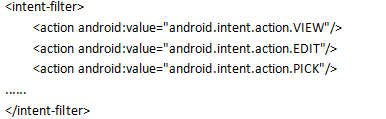 <intent-filter>
<action android:value="android.intent.action.VIEW"/>
<action android:value="android.intent.action.EDIT"/>
<action android:value="android.intent.action.PICK"/>
......
</intent-filter>